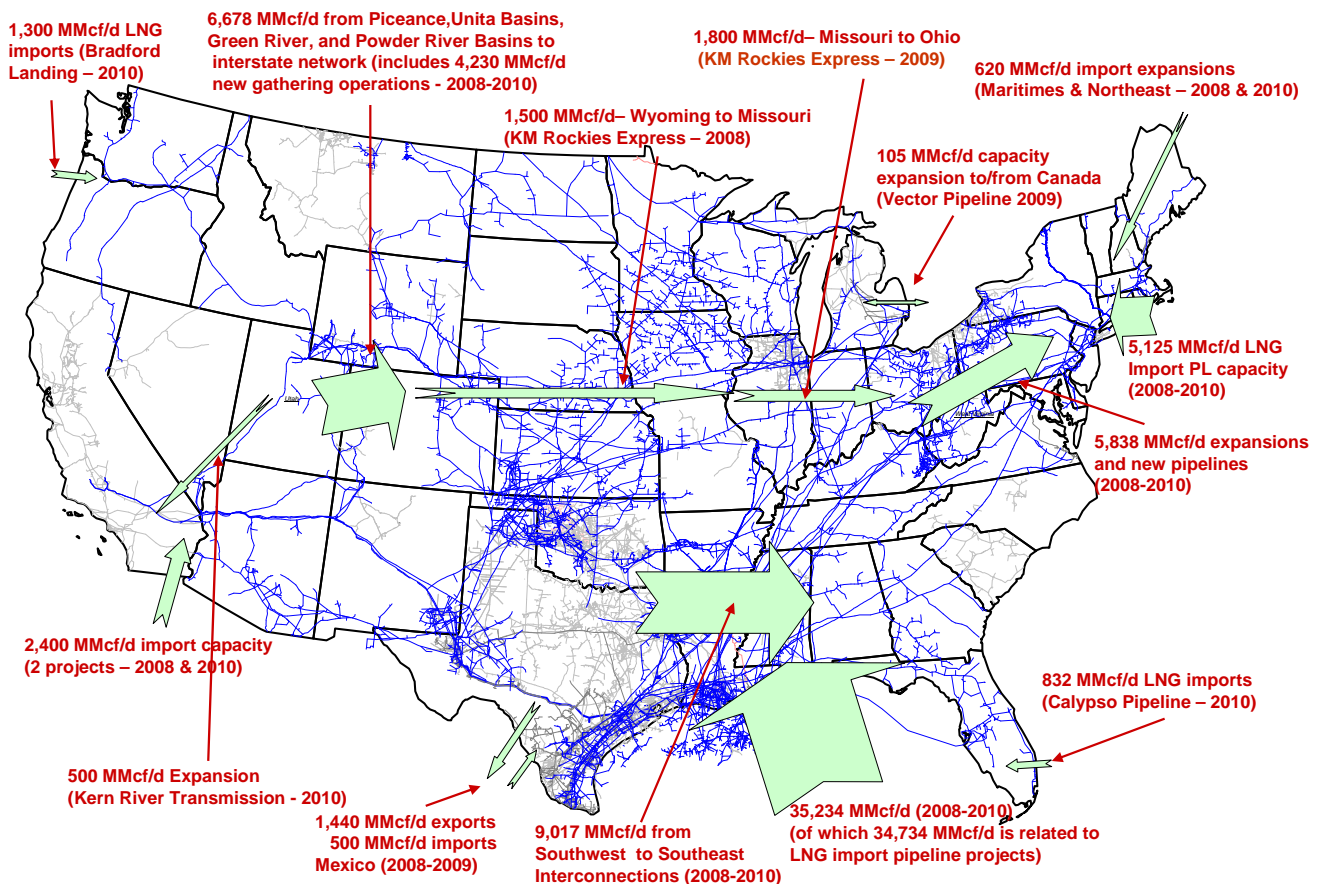 1,300 MMcf/d LNG
imports (Bradford
Landing – 2010)
6,678 MMcf/d from Piceance,Unita Basins,
Green River, and Powder River Basins to
interstate network (includes 4,230 MMcf/d
new gathering operations - 2008-2010)
1,500 MMcf/d– Wyoming to Missouri
(KM Rockies Express – 2008)
1,800 MMcf/d– Missouri to Ohio
(KM Rockies Express – 2009)
620 MMcf/d import expansions
(Maritimes & Northeast – 2008 & 2010)
105 MMcf/d capacity
expansion to/from Canada
(Vector Pipeline 2009)
5,125 MMcf/d LNG
Import PL capacity
(2008-2010)
Utah
5,838 MMcf/d expansions
and new pipelines
(2008-2010)
2,400 MMcf/d import capacity
(2 projects – 2008 & 2010)
832 MMcf/d LNG imports
(Calypso Pipeline – 2010)
500 MMcf/d Expansion
(Kern River Transmission - 2010)
1,440 MMcf/d exports
500 MMcf/d imports
Mexico (2008-2009)
9,017 MMcf/d from
Southwest to Southeast
Interconnections (2008-2010)
35,234 MMcf/d (2008-2010)
(of which 34,734 MMcf/d is related to
LNG import pipeline projects)